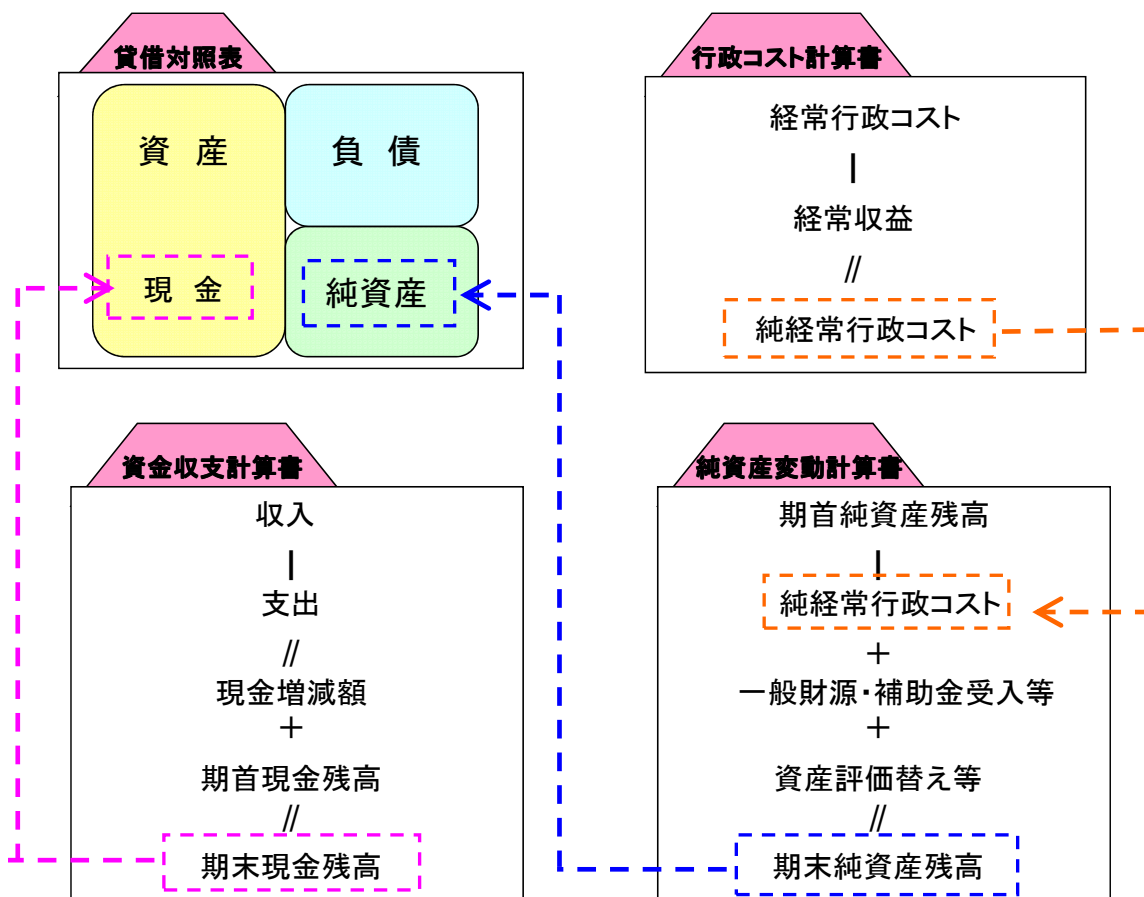 貸借対照表
資 産
負 債
現 金
純資産
行政コスト計算書
経常行政コスト
|
経常収益
//
純経常行政コスト
資金収支計算書
収入
|
支出
//
現金増減額
＋
期首現金残高
//
期末現金残高
純資産変動計算書
期首純資産残高
|
純経常行政コスト
＋
一般財源・補助金受入等
＋
資産評価替え等
//
期末純資産残高